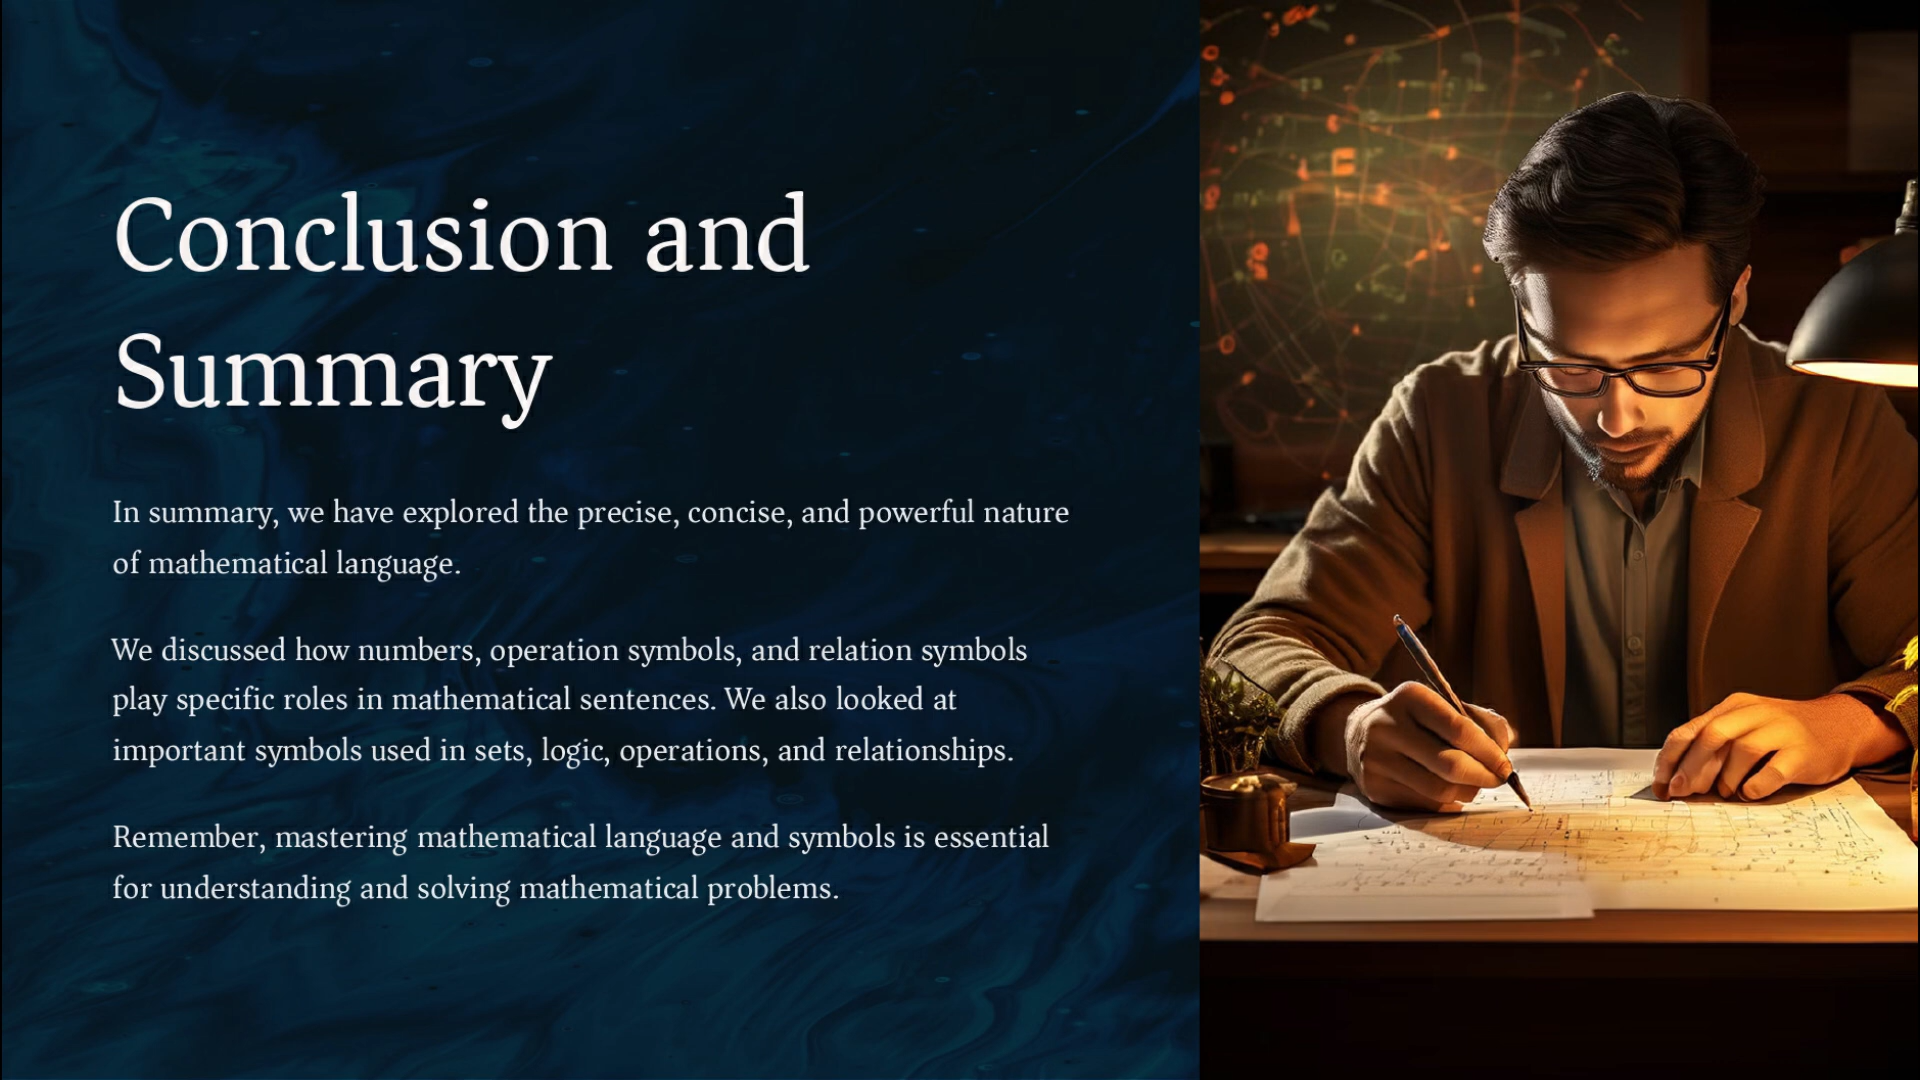 Conclusion and
Summary
In summary, we have explored the precise, concise, and powerful nature
of mathematical language.
We discussed how numbers, operation symbols, and relation symbols
play specific roles in mathematical sentences. We also looked at
important symbols used in sets, logic, operations, and relationships.
Remember, mastering mathematical language and symbols is essential
for understanding and solving mathematical problems.